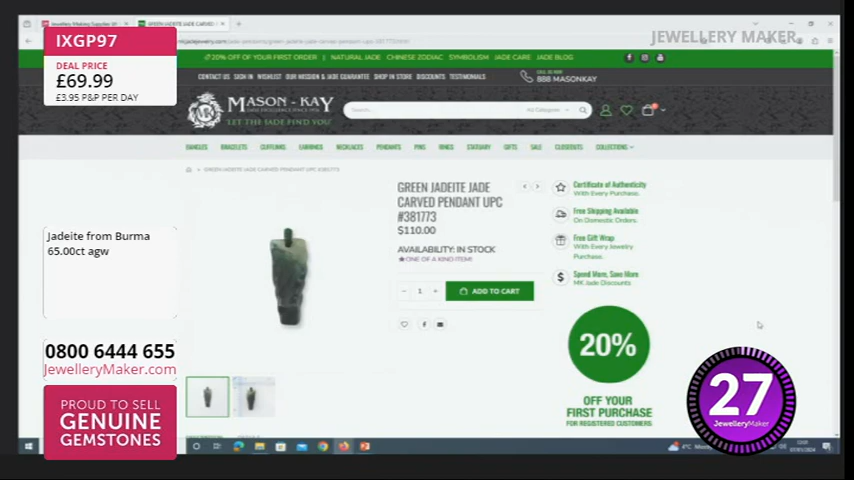 JEWELLERY MAKER
IXGP97
DEAL PRICE
£69.99
£3.95 P&P PER DAY
20% OFF OF YOUR FIRST ORDER | NATURAL JADE CHINESE ZODIAC SYMBOLISM JADE CARE JADE BLOG
CONTACT US SIGN IN WISHLIST OUR MISSION & JADE GUARANTEE SHOP IN STORE DISCOUNTS TESTIMONIALS
888 MASONKAY
MASON-KAY
LET THE JADE FIND YOU
Search...
All Categories
BANGLES BRACELETS CUFFLINKS EARRINGS NECKLACES PENDANTS PINS RINGS STATUARY GIFTS SALE CLOSEOUTS COLLECTIONS
GREEN JADEITE JADE CARVED PENDANT UPC #381773
GREEN JADEITE JADE
CARVED PENDANT UPC
#381773
$110.00
AVAILABILITY: IN STOCK
ONE OF A KIND ITEM!
- 1 +
ADD TO CART
Certificate of Authenticity
With Every Purchase.
Free Shipping Available
On Domestic Orders.
Free Gift Wrap
With Every Jewelry
Purchase.
$
Spend More, Save More
MK Jade Discounts
20%
OFF YOUR
FIRST PURCHASE
FOR REGISTERED CUSTOMERS
Jadeite from Burma
65.00ct agw
0800 6444 655
JewelleryMaker.com
PROUD TO SELL
GENUINE
GEMSTONES
27
JewelleryMaker